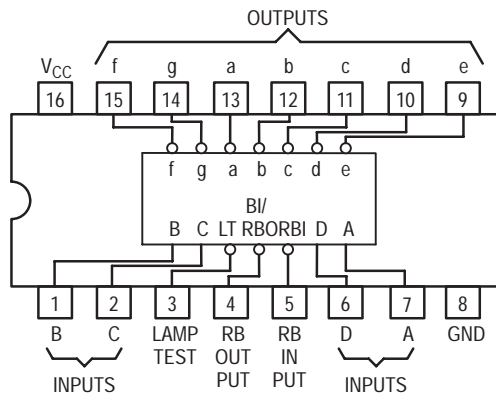 OUTPUTS
VCC f g a b c d e
16 15 14 13 12 11 10 9
f g a b c d e
BI/
B C LT RBO RBI D A
1 2 3 4 5 6 7 8
B C LAMP RB RB D A GND
TEST OUT IN
PUT PUT
INPUTS INPUTS